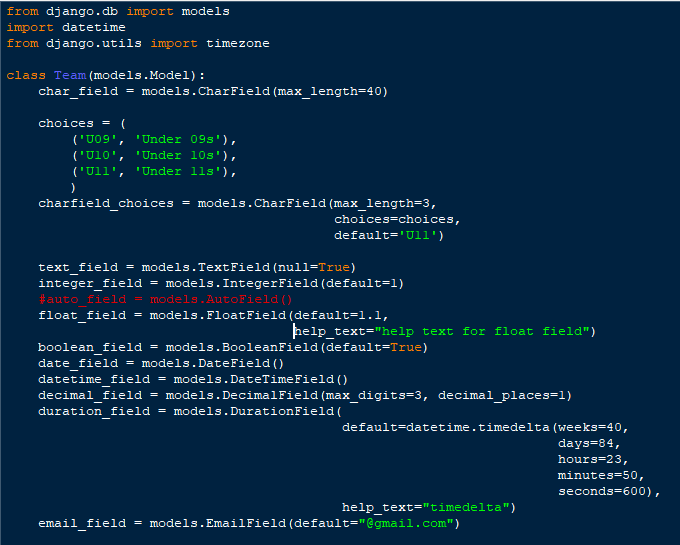 from django.db import models
import datetime
from django.utils import timezone

class Team(models.Model):
    char_field = models.CharField(max_length=40)

    choices = (
        ('U09', 'Under 09s'),
        ('U10', 'Under 10s'),
        ('U11', 'Under 11s'),
        )
    charfield_choices = models.CharField(max_length=3,
                                         choices=choices,
                                         default='U11')

    text_field = models.TextField(null=True)
    integer_field = models.IntegerField(default=1)
    #auto_field = models.AutoField()
    float_field = models.FloatField(default=1.1,
                                    help_text="help text for float field")
    boolean_field = models.BooleanField(default=True)
    date_field = models.DateField()
    datetime_field = models.DateTimeField()
    decimal_field = models.DecimalField(max_digits=3, decimal_places=1)
    duration_field = models.DurationField(
                                          default=datetime.timedelta(weeks=40,
                                                                     days=84,
                                                                     hours=23,
                                                                     minutes=50,
                                                                     seconds=600),
                                          help_text="timedelta")
    email_field = models.EmailField(default="@gmail.com")